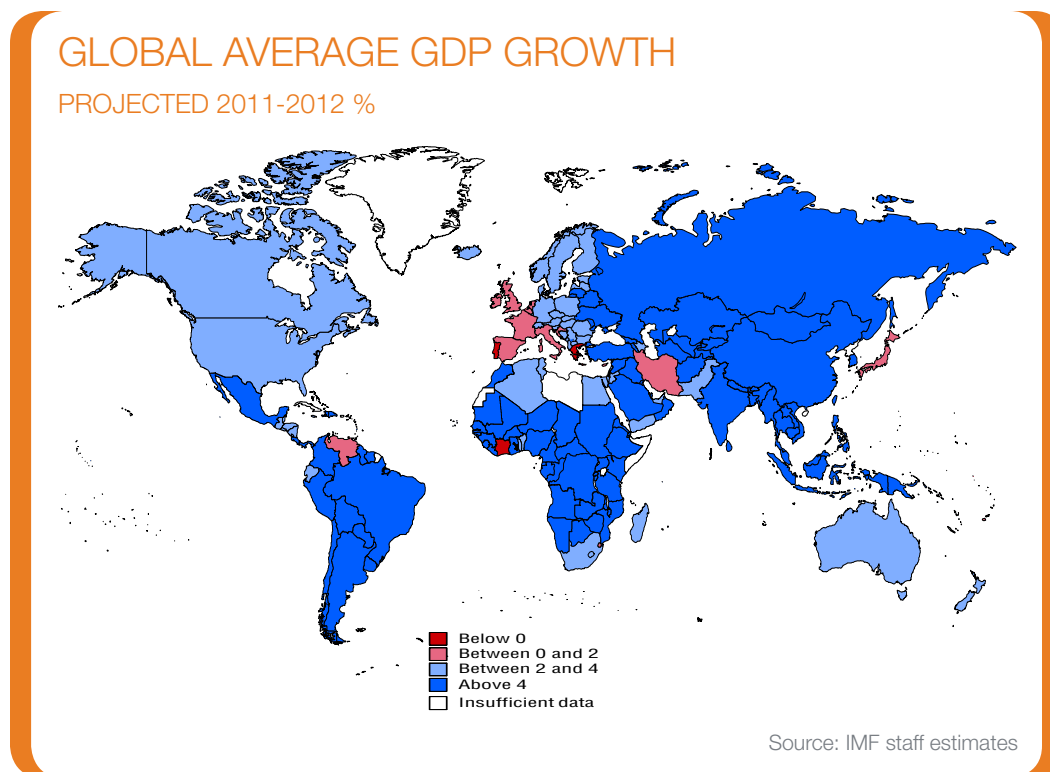 GLOBAL AVERAGE GDP GROWTH
PROJECTED 2011-2012 %
Below 0
Between 0 and 2
Between 2 and 4
Above 4
Insufficient data
Source: IMF staff estimates